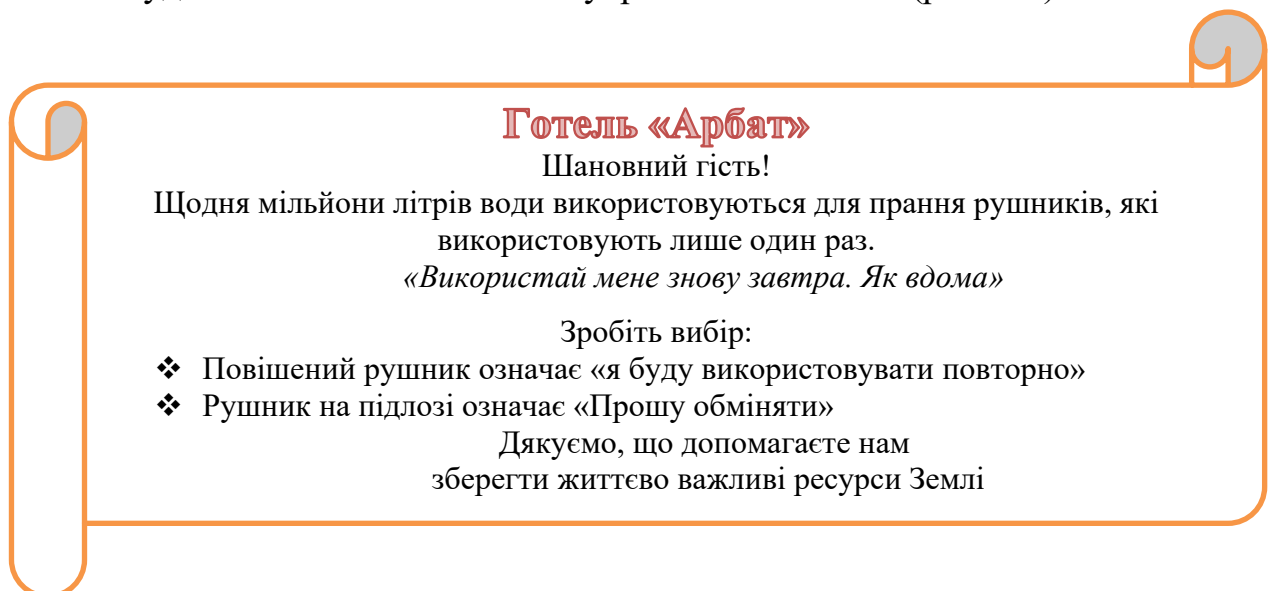 Готель «Арбат»
Шановний гість!
Щодня мільйони літрів води використовуються для прання рушників, які
використовують лише один раз.
«Використай мене знову завтра. Як вдома»
Зробіть вибір:
❖ Повішений рушник означає «я буду використовувати повторно»
❖ Рушник на підлозі означає «Прошу обміняти»
Дякуємо, що допомагаєте нам
зберегти життєво важливі ресурси Землі